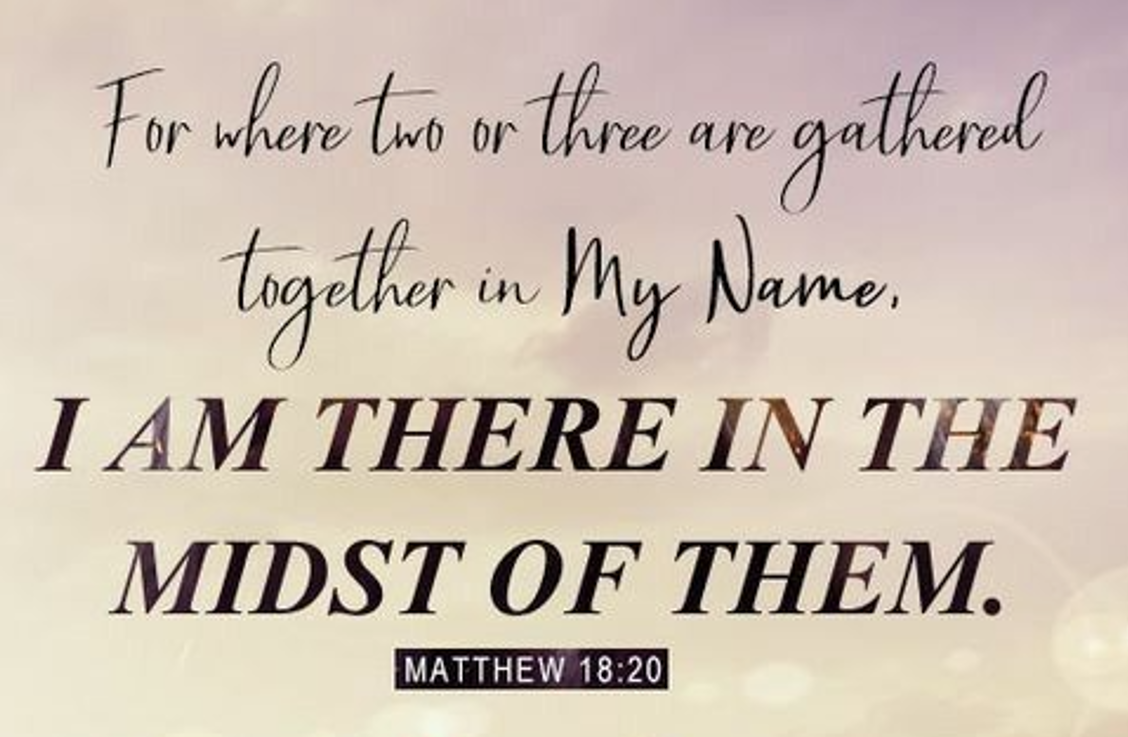 For where two or three are gathered
together in My Name,
I AM THERE IN THE
MIDST OF THEM.
MATTHEW 18:20